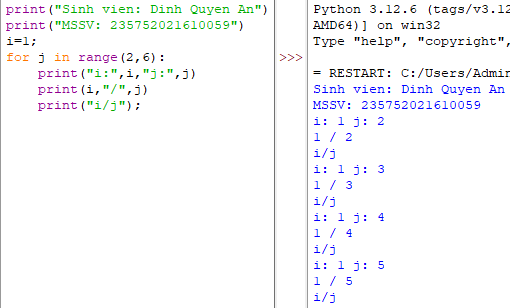 print("Sinh vien: Dinh Quyen An")
print("MSSV: 235752021610059")
i=1;
for j in range(2,6):
    print("i:",i,"j:",j)
    print(i,"/",j)
    print("i/j");
Python 3.12.6 (tags/v3.12
AMD64)] on win32
Type "help", "copyright",
>>>
= RESTART: C:/Users/Admin
Sinh vien: Dinh Quyen An
MSSV: 235752021610059
i: 1 j: 2
1 / 2
i/j
i: 1 j: 3
1 / 3
i/j
i: 1 j: 4
1 / 4
i/j
i: 1 j: 5
1 / 5
i/j